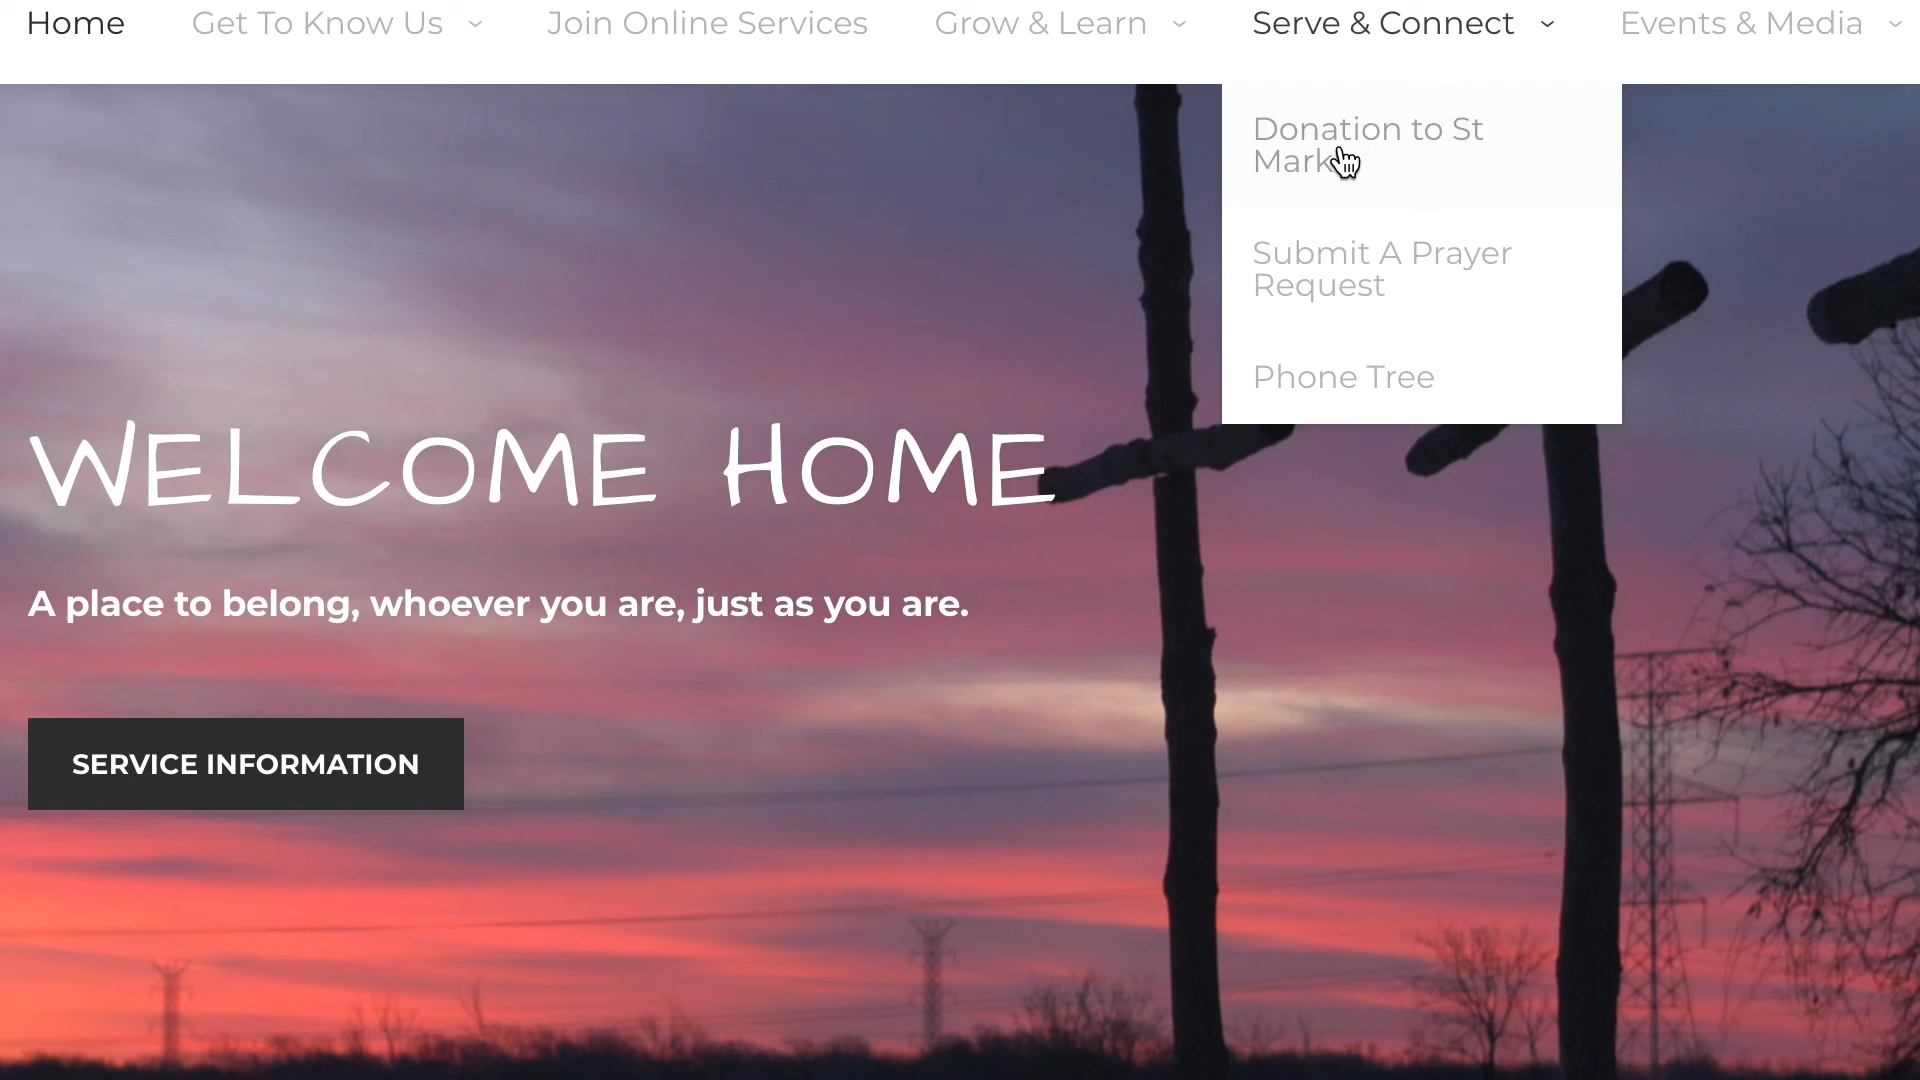 Home Get To Know Us Join Online Services Grow & Learn Serve & Connect Events & Media
Donation to St
Mark
Submit A Prayer
Request
Phone Tree
WELCOME HOME
A place to belong, whoever you are, just as you are.
SERVICE INFORMATION